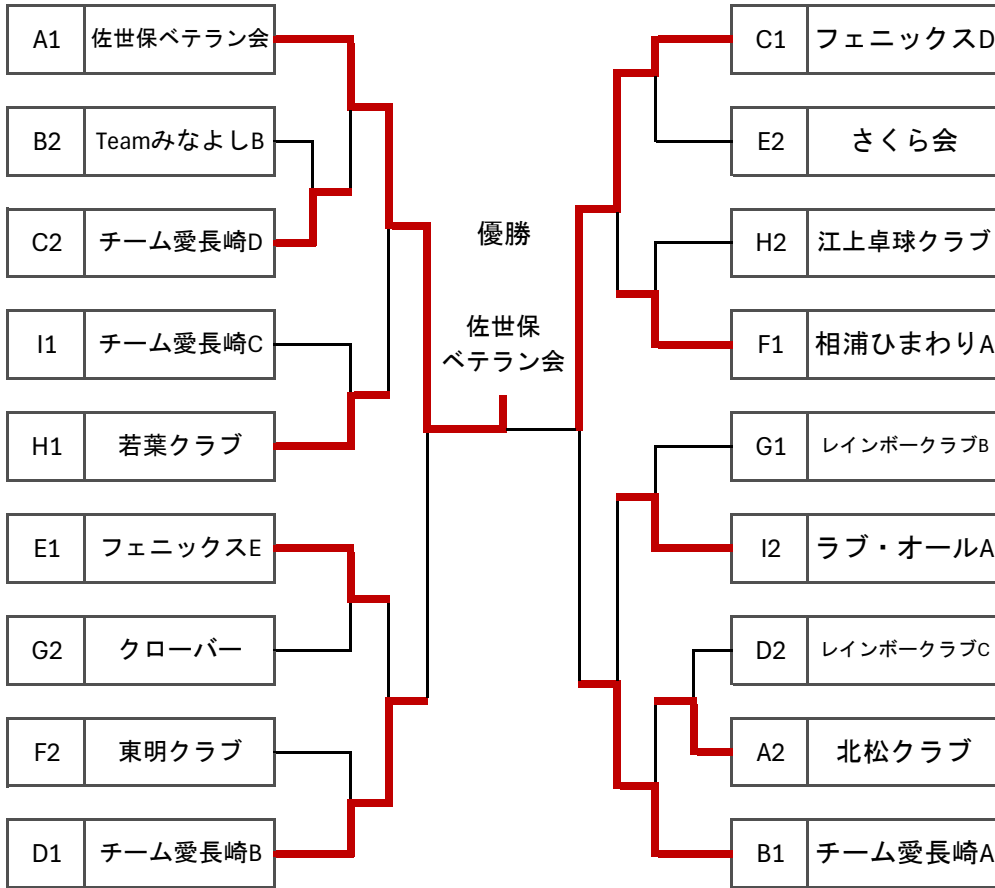 A1 佐世保ベテラン会
B2 TeamみなよしB
C2 チーム愛長崎D
I1 チーム愛長崎C
H1 若葉クラブ
E1 フェニックスE
G2 クローバー
F2 東明クラブ
D1 チーム愛長崎B
優勝
佐世保
ベテラン会
C1 フェニックスD
E2 さくら会
H2 江上卓球クラブ
F1 相浦ひまわりA
G1 レインボークラブB
I2 ラブ・オールA
D2 レインボークラブC
A2 北松クラブ
B1 チーム愛長崎A